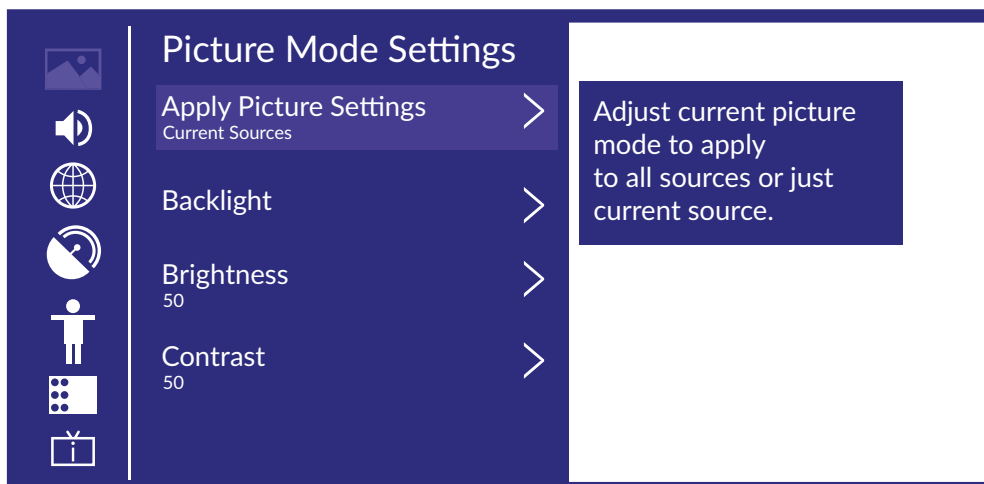 Picture Mode Settings
Apply Picture Settings
Current Sources
Backlight
Brightness
50
Contrast
50
Adjust current picture
mode to apply
to all sources or just
current source.